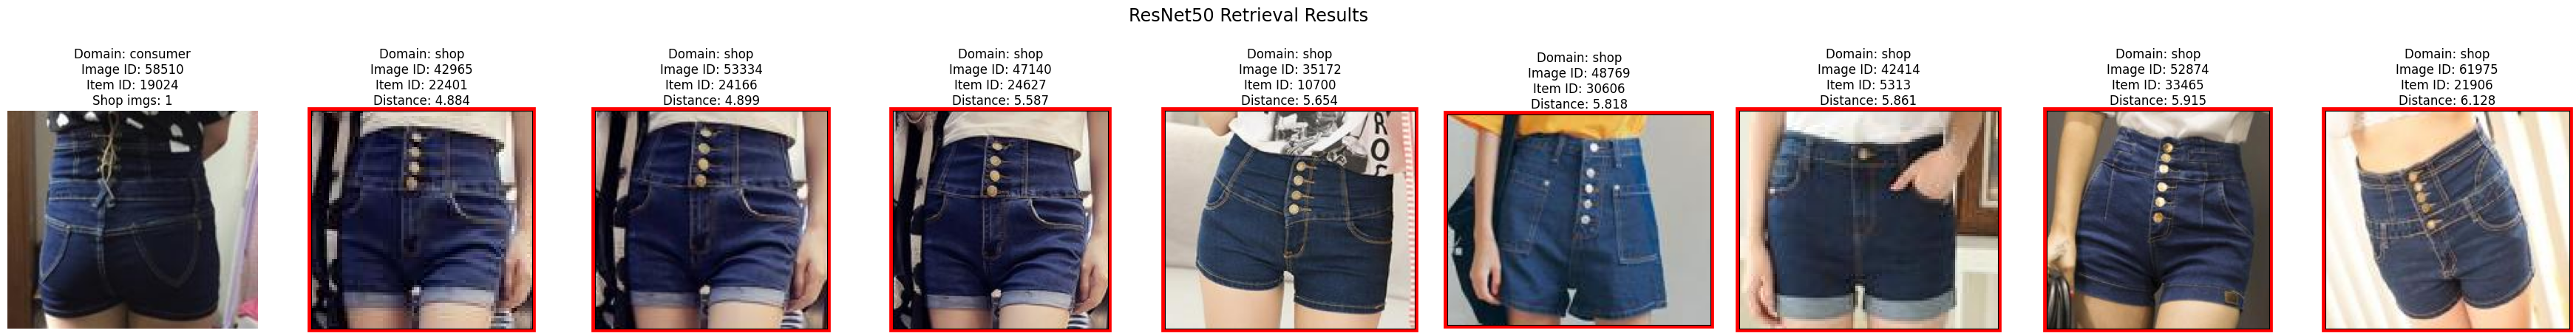 ResNet50 Retrieval Results
Domain: consumer
Image ID: 58510
Item ID: 19024
Shop imgs: 1
Domain: shop
Image ID: 42965
Item ID: 22401
Distance: 4.884
Domain: shop
Image ID: 53334
Item ID: 24166
Distance: 4.899
Domain: shop
Image ID: 47140
Item ID: 24627
Distance: 5.587
Domain: shop
Image ID: 35172
Item ID: 10700
Distance: 5.654
Domain: shop
Image ID: 48769
Item ID: 30606
Distance: 5.818
Domain: shop
Image ID: 42414
Item ID: 5313
Distance: 5.861
Domain: shop
Image ID: 52874
Item ID: 33465
Distance: 5.915
Domain: shop
Image ID: 61975
Item ID: 21906
Distance: 6.128